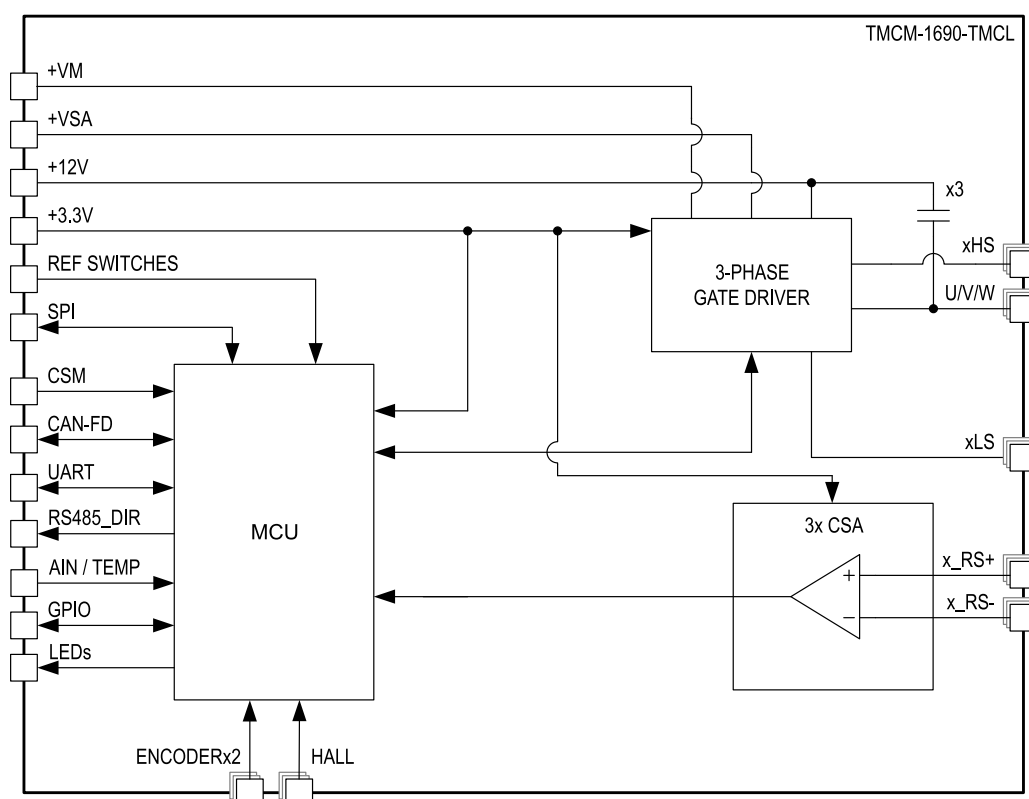 TMCM-1690-TMCL
+VM
+VSA
+12V
+3.3V
REF SWITCHES
SPI
CSM
CAN-FD
UART
RS485_DIR
AIN / TEMP
GPIO
LEDs
MCU
ENCODERx2
HALL
3-PHASE
GATE DRIVER
x3
xHS
U/V/W
xLS
3x CSA
+
−
x_RS+
x_RS-